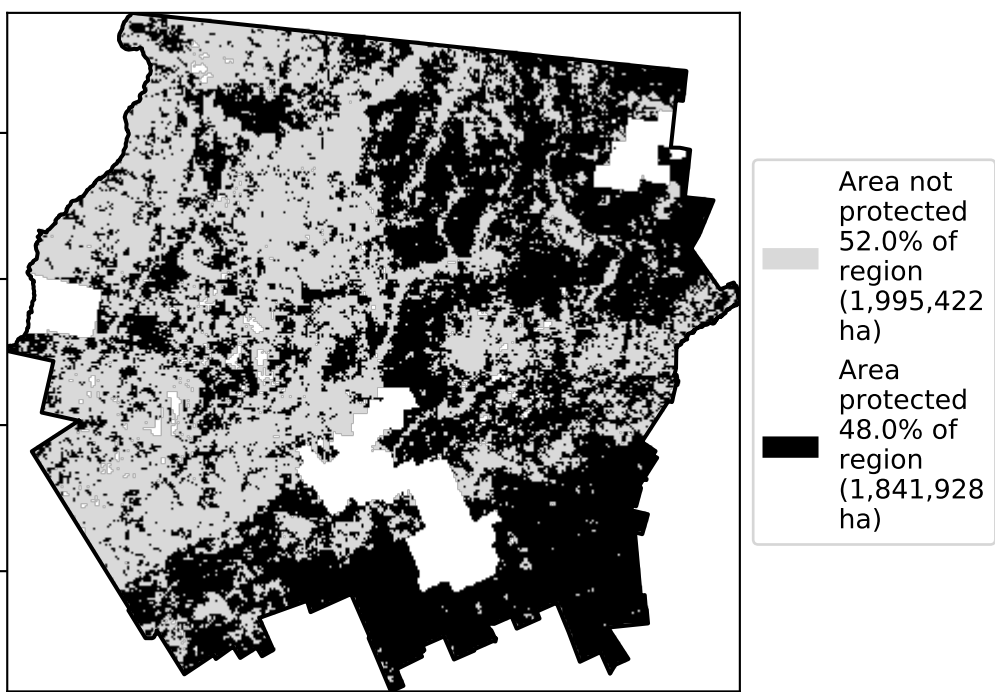 Area not
protected
52.0% of
region
(1,995,422
ha)
Area
protected
48.0% of
region
(1,841,928
ha)